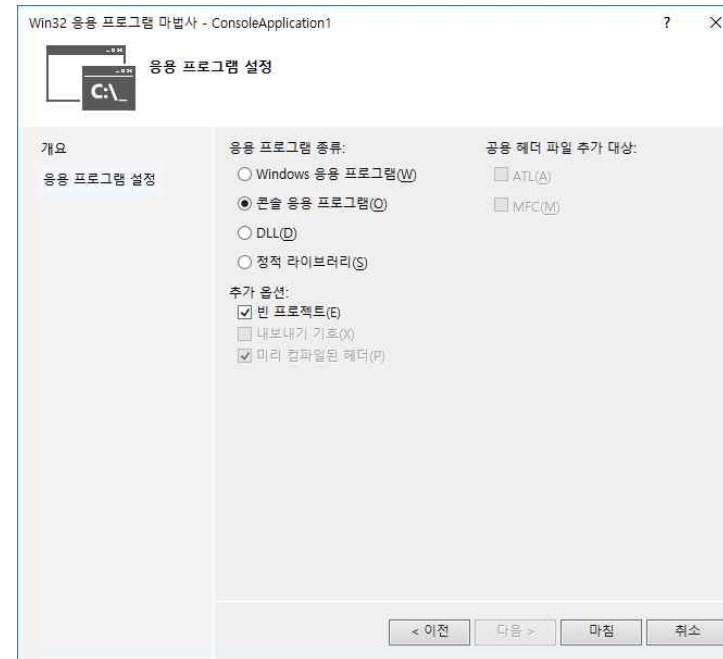 Win32 응용 프로그램 마법사 - ConsoleApplication1
? ×
C:\_
응용 프로그램 설정
개요
응용 프로그램 설정
응용 프로그램 종류:
Windows 응용 프로그램(W)
콘솔 응용 프로그램(O)
DLL(D)
정적 라이브러리(S)
추가 옵션:
빈 프로젝트(E)
내보내기 기호(X)
미리 컴파일된 헤더(P)
공용 헤더 파일 추가 대상:
ATL(A)
MFC(M)
< 이전
다음 >
마침
취소